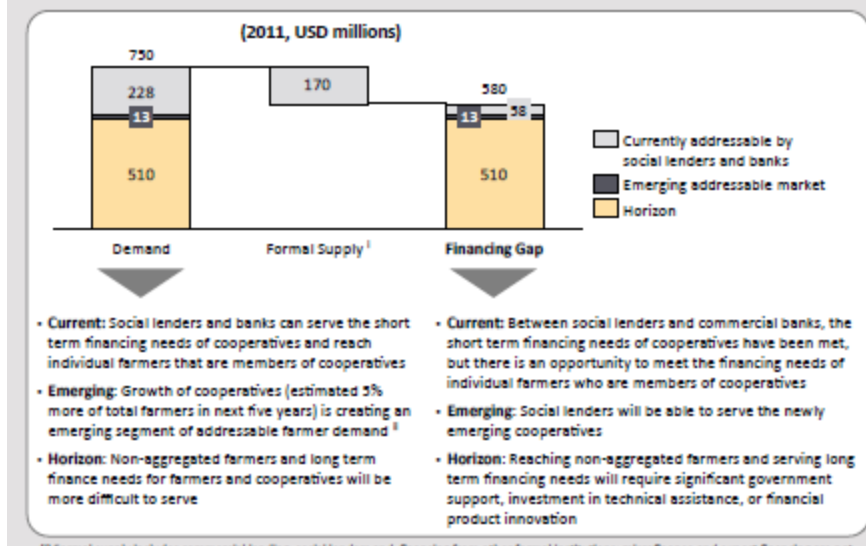 (2011, USD millions)
750
228
13
510
170
580
58
13
510
Currently addressable by
social lenders and banks
Emerging addressable market
Horizon
Demand
Formal Supply I
Financing Gap
▪ Current: Social lenders and banks can serve the short
term financing needs of cooperatives and reach
individual farmers that are members of cooperatives
▪ Emerging: Growth of cooperatives (estimated 5%
more of total farmers in next five years) is creating an
emerging segment of addressable farmer demand II
▪ Horizon: Non-aggregated farmers and long term
finance needs for farmers and cooperatives will be
more difficult to serve
▪ Current: Between social lenders and commercial banks, the
short term financing needs of cooperatives have been met,
but there is an opportunity to meet the financing needs of
individual farmers who are members of cooperatives
▪ Emerging: Social lenders will be able to serve the newly
emerging cooperatives
▪ Horizon: Reaching non-aggregated farmers and serving long
term financing needs will require significant government
support, investment in technical assistance, or financial
product innovation